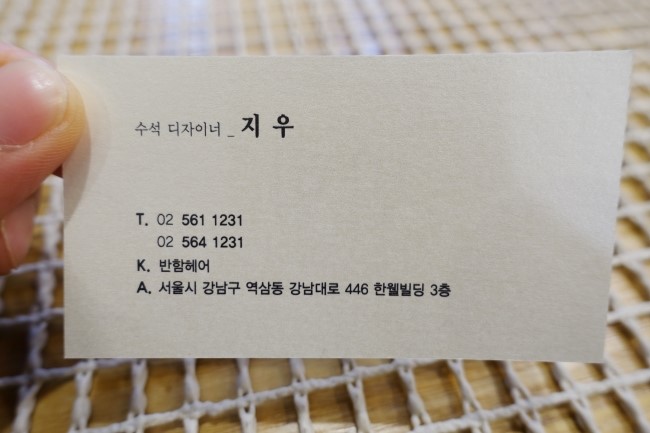 수석 디자이너 _ 지우
T. 02 561 1231
02 564 1231
K. 반함헤어
A. 서울시 강남구 역삼동 강남대로 446 한웰빌딩 3층